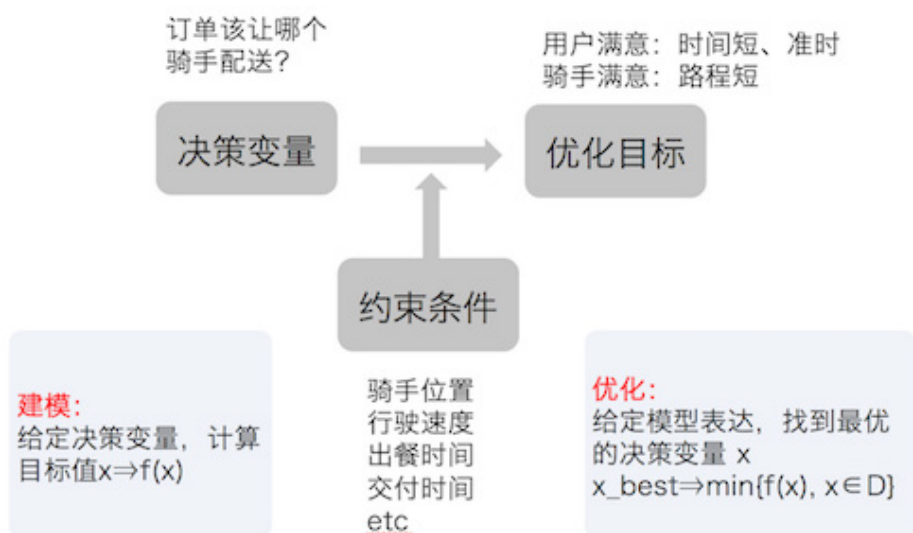 订单该让哪个
骑手配送?
用户满意：时间短、准时
骑手满意：路程短
决策变量
优化目标
约束条件
骑手位置
行驶速度
出餐时间
交付时间
etc
建模：
给定决策变量，计算
目标值x⇒f(x)
优化：
给定模型表达，找到最优
的决策变量 x
x_best⇒min{f(x), x∈D}